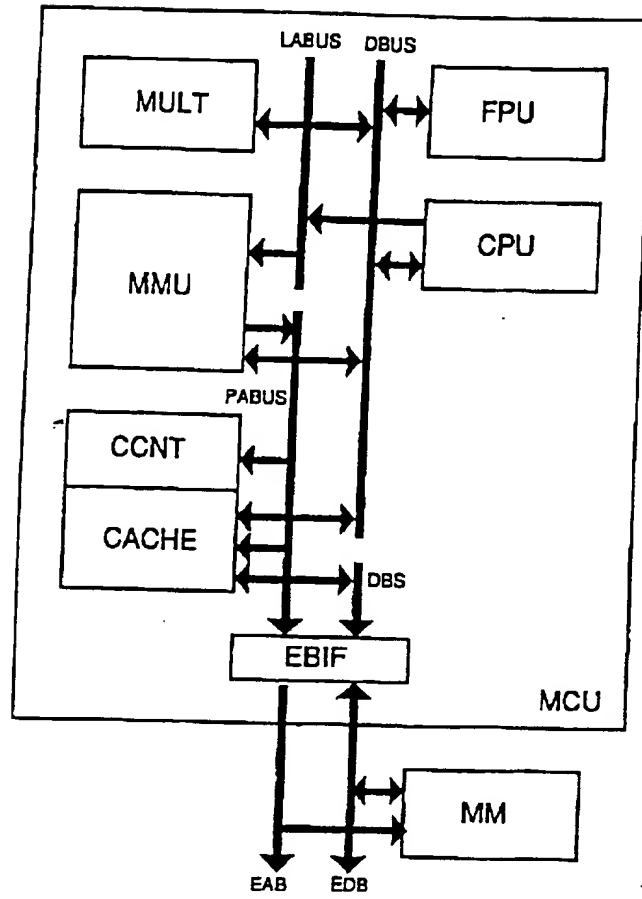 LABUS DBUS
MULT
FPU
CPU
MMU
PABUS
CCNT
CACHE
DBS
EBIF
MCU
MM
EAB EDB